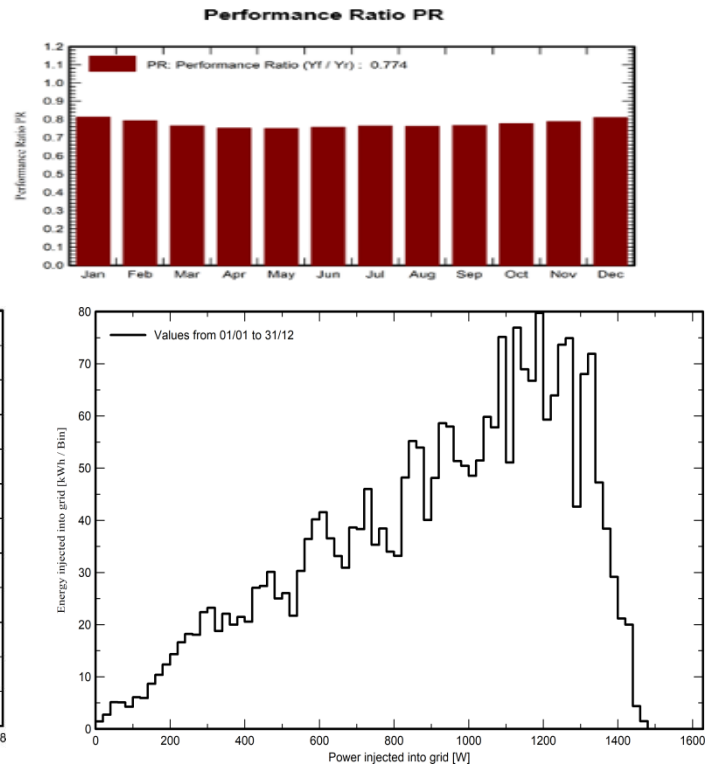 Performance Ratio PR
1.2
1.1
1.0
0.9
0.8
0.7
0.6
0.5
0.4
0.3
0.2
0.1
0.0
Performance Ratio PR
PR: Performance Ratio (Yf / Yr) : 0.774
Jan Feb Mar Apr May Jun Jul Aug Sep Oct Nov Dec
8
80
70
60
50
40
30
20
10
0
Energy injected into grid [kWh / Bin]
Values from 01/01 to 31/12
0 200 400 600 800 1000 1200 1400 1600
Power injected into grid [W]